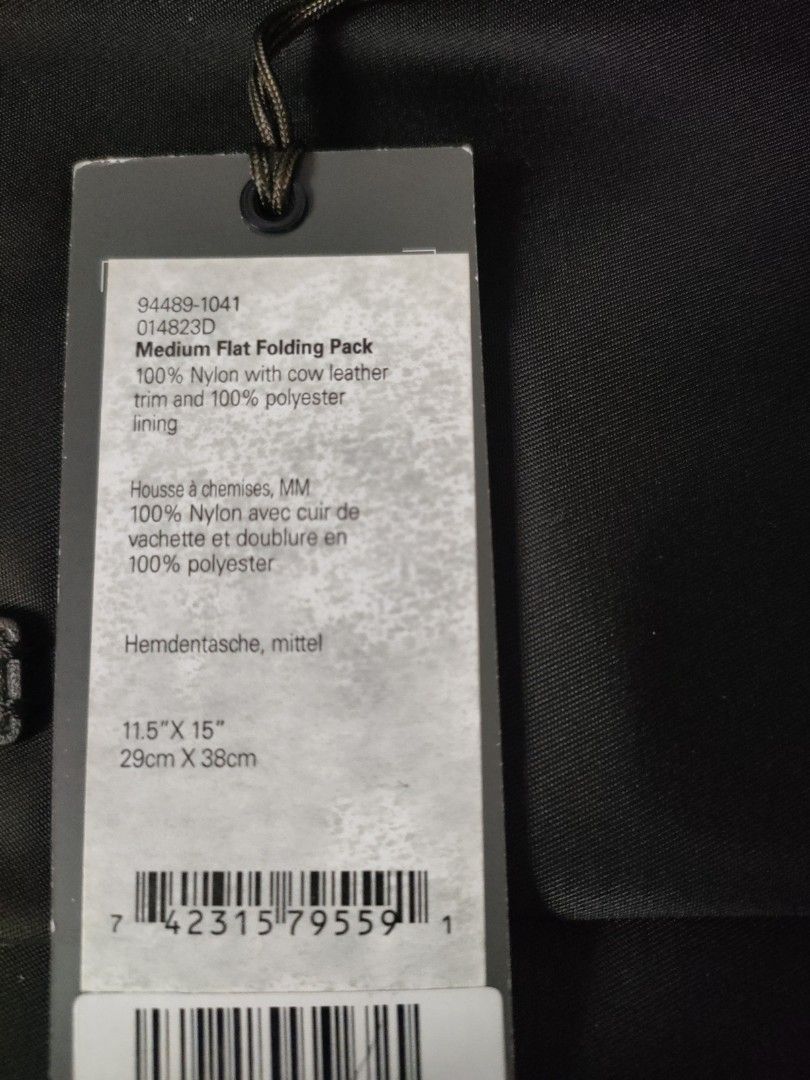 94489-1041
014823D
Medium Flat Folding Pack
100% Nylon with cow leather
trim and 100% polyester
lining
Housse à chemises, MM
100% Nylon avec cuir de
vachette et doublure en
100% polyester
Hemdentasche, mittel
11.5"X 15"
29cm X 38cm
7 42315 79559 1